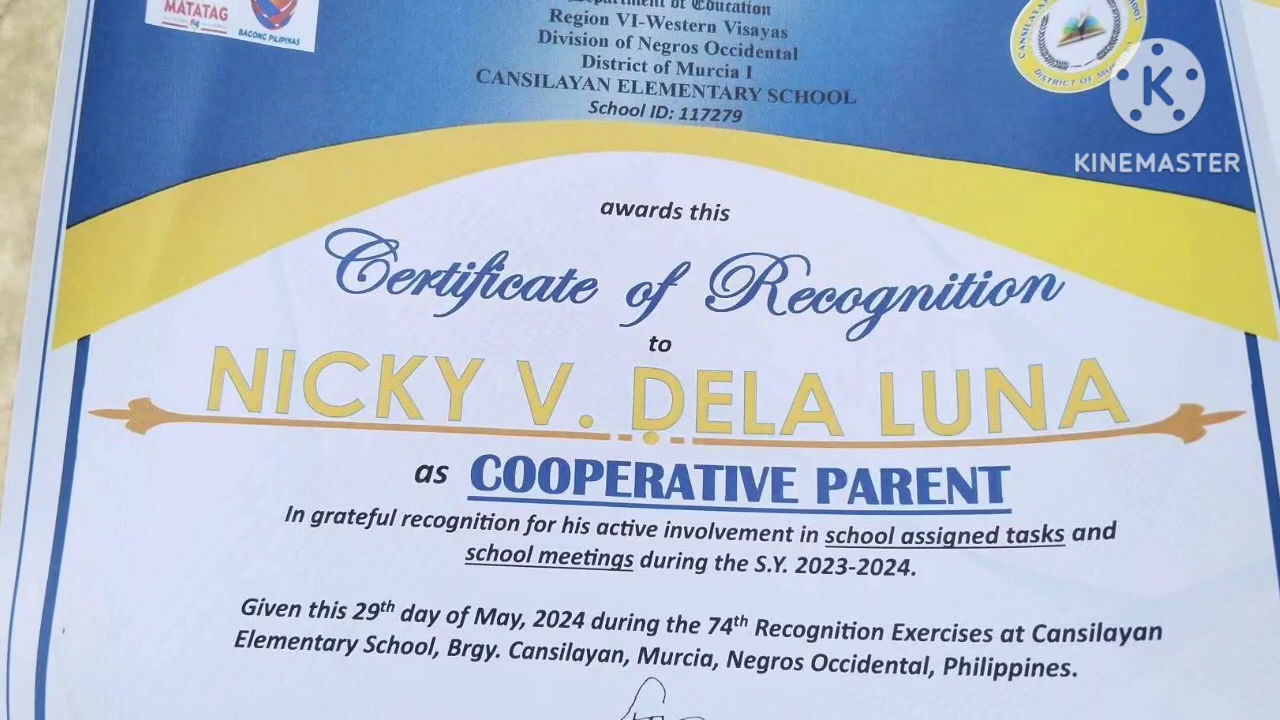 MATATAG
BAGONG PILIPINAS
Department of Education
Region VI-Western Visayas
Division of Negros Occidental
District of Murcia I
CANSILAYAN ELEMENTARY SCHOOL
School ID: 117279
K
KINEMASTER
awards this
Certificate of Recognition
to
NICKY V. DELA LUNA
as COOPERATIVE PARENT
In grateful recognition for his active involvement in school assigned tasks and
school meetings during the S.Y. 2023-2024.
Given this 29th day of May, 2024 during the 74th Recognition Exercises at Cansilayan
Elementary School, Brgy. Cansilayan, Murcia, Negros Occidental, Philippines.